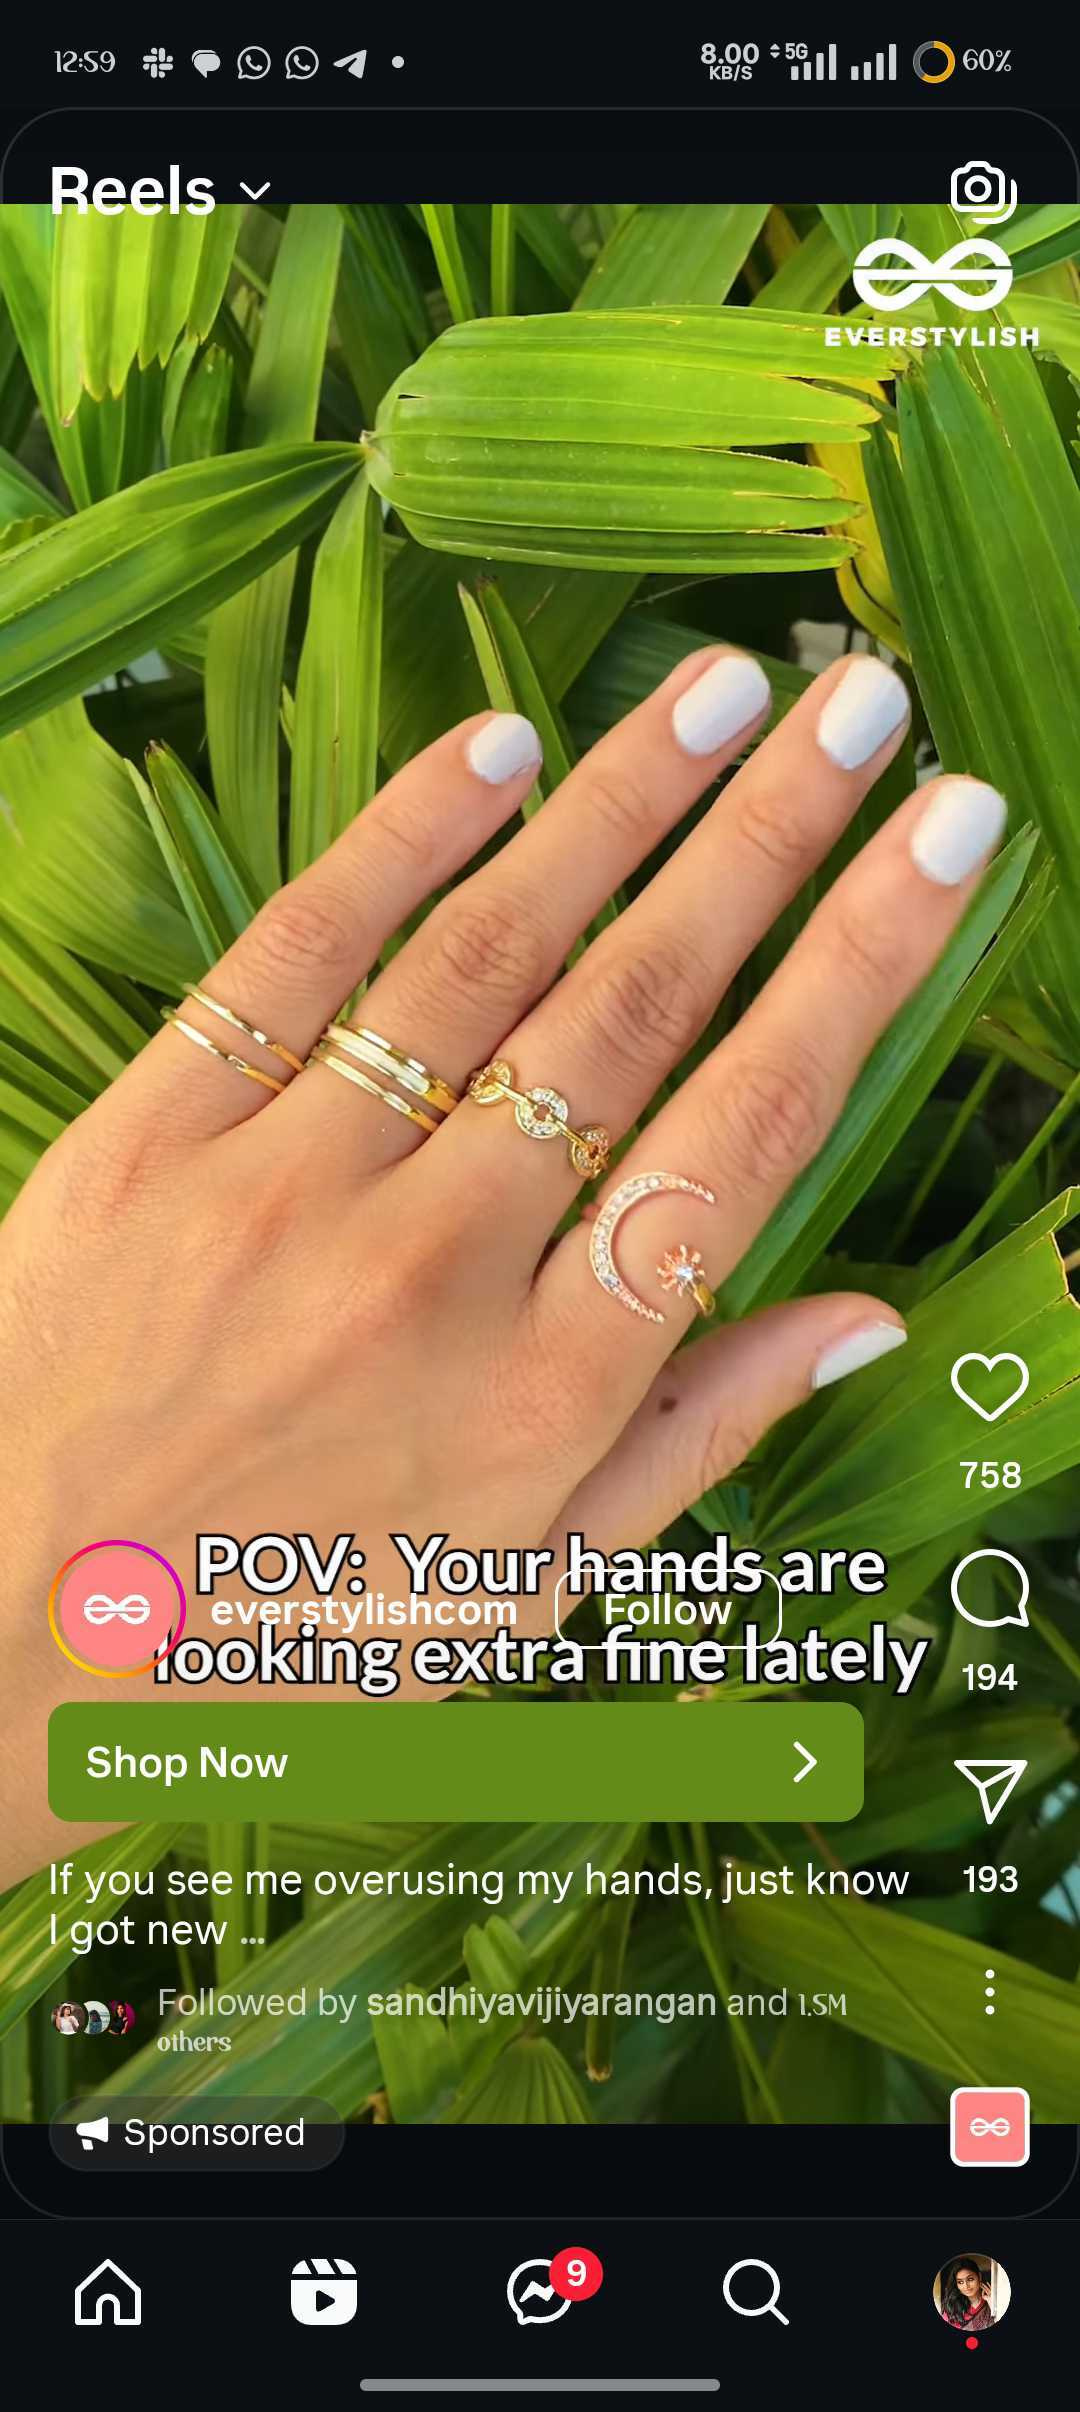 12:59
8.00 KB/S 5G 60%
Reels
EVERSTYLISH
758
POV: Your hands are
everstylishcom Follow
looking extra fine lately
194
Shop Now
If you see me overusing my hands, just know
I got new ...
193
Followed by sandhiyavijiyarangan and 1.5M
others
Sponsored
9